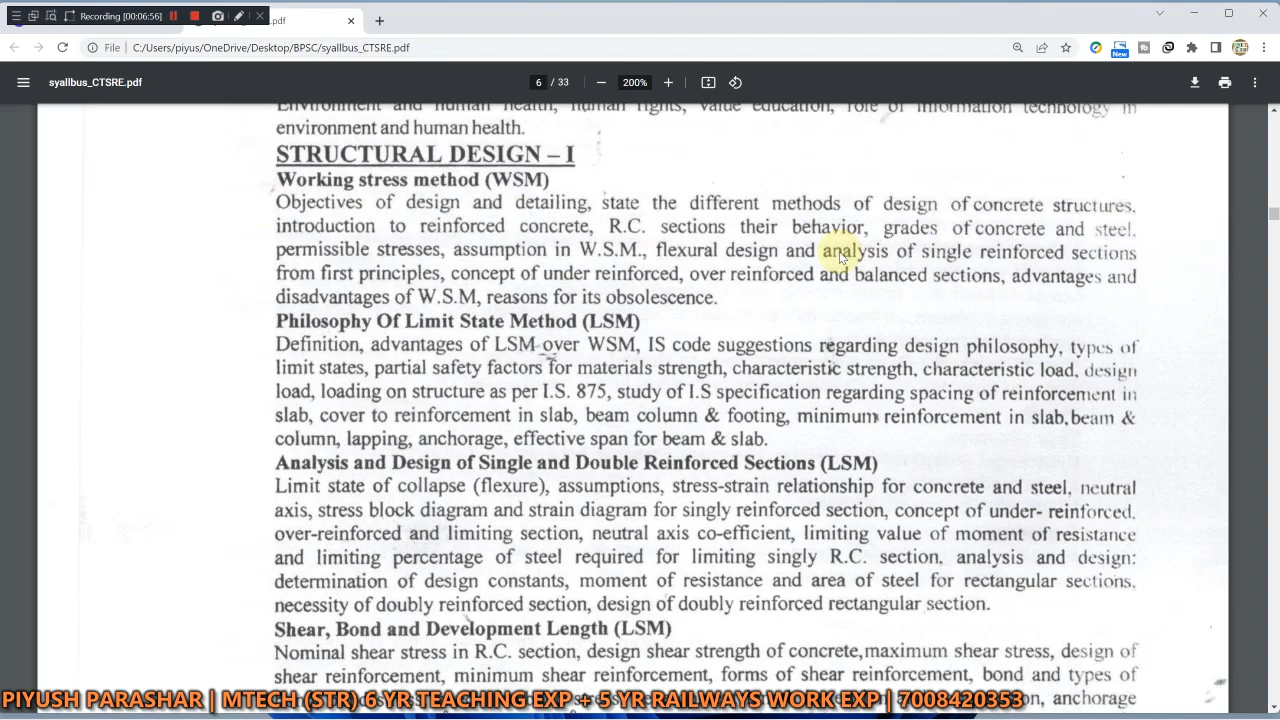 Recording [00:06:56]
.pdf
File | C:/Users/piyus/OneDrive/Desktop/BPSC/syallbus_CTSRE.pdf
New
syallbus_CTSRE.pdf
6 / 33
200%
Environment and human health, human rights, value education, role of information technology in
environment and human health.
STRUCTURAL DESIGN – I
Working stress method (WSM)
Objectives of design and detailing, state the different methods of design of concrete structures.
introduction to reinforced concrete, R.C. sections their behavior, grades of concrete and steel.
permissible stresses, assumption in W.S.M., flexural design and analysis of single reinforced sections
from first principles, concept of under reinforced, over reinforced and balanced sections, advantages and
disadvantages of W.S.M, reasons for its obsolescence.
Philosophy Of Limit State Method (LSM)
Definition, advantages of LSM over WSM, IS code suggestions regarding design philosophy, types of
limit states, partial safety factors for materials strength, characteristic strength, characteristic load, design
load, loading on structure as per I.S. 875, study of I.S specification regarding spacing of reinforcement in
slab, cover to reinforcement in slab, beam column & footing, minimum reinforcement in slab, beam &
column, lapping, anchorage, effective span for beam & slab.
Analysis and Design of Single and Double Reinforced Sections (LSM)
Limit state of collapse (flexure), assumptions, stress-strain relationship for concrete and steel, neutral
axis, stress block diagram and strain diagram for singly reinforced section, concept of under- reinforced,
over-reinforced and limiting section, neutral axis co-efficient, limiting value of moment of resistance
and limiting percentage of steel required for limiting singly R.C. section, analysis and design:
determination of design constants, moment of resistance and area of steel for rectangular sections.
necessity of doubly reinforced section, design of doubly reinforced rectangular section.
Shear, Bond and Development Length (LSM)
Nominal shear stress in R.C. section, design shear strength of concrete, maximum shear stress, design of
shear reinforcement, minimum shear reinforcement, forms of shear reinforcement, bond and types of
anchorage
PIYUSH PARASHAR | MTECH (STR) 6 YR TEACHING EXP + 5 YR RAILWAYS WORK EXP | 7008420353